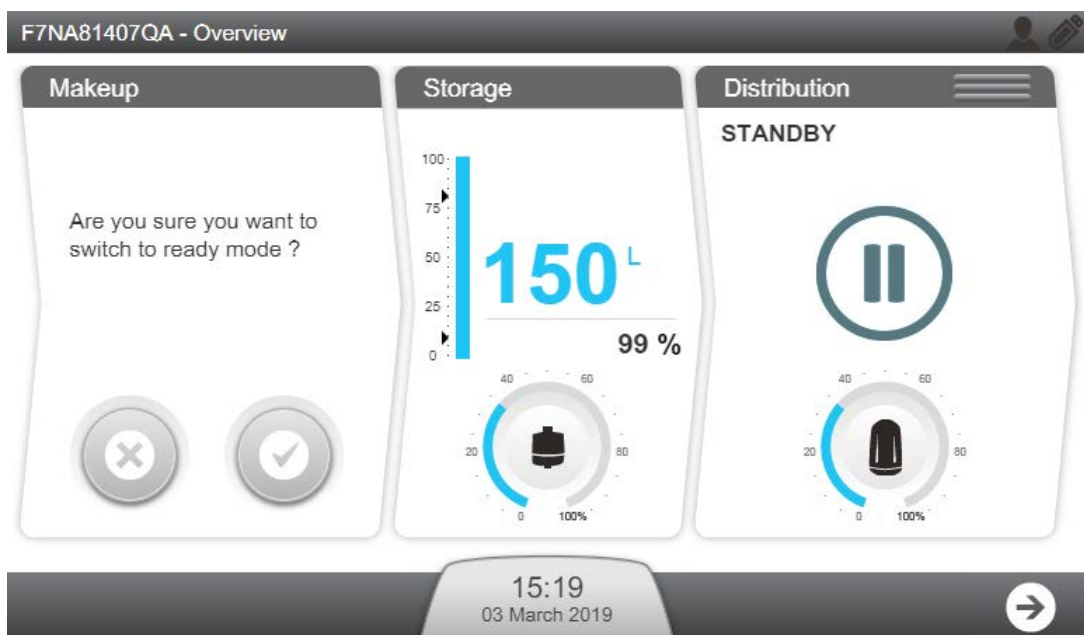 F7NA81407QA - Overview
Makeup
Are you sure you want to
switch to ready mode ?
Storage
100
75
50
25
0
150 L
99 %
40 60
20 80
0 100%
Distribution
STANDBY
40 60
20 80
0 100%
15:19
03 March 2019